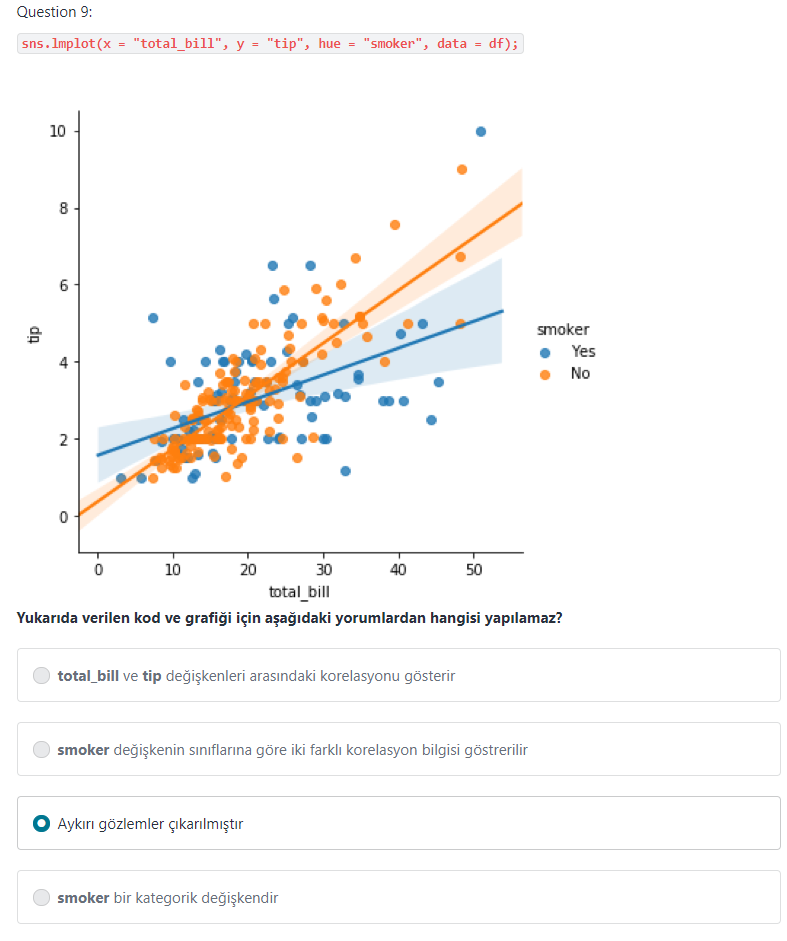 Question 9:
sns.lmplot(x = "total_bill", y = "tip", hue = "smoker", data = df);
10
8
6
4
2
0
tip
0 10 20 30 40 50
total_bill
smoker
Yes
No
Yukarıda verilen kod ve grafiği için aşağıdaki yorumlardan hangisi yapılamaz?
total_bill ve tip değişkenleri arasındaki korelasyonu gösterir
smoker değişkenin sınıflarına göre iki farklı korelasyon bilgisi göstrerilir
Aykırı gözlemler çıkarılmıştır
smoker bir kategorik değişkendir